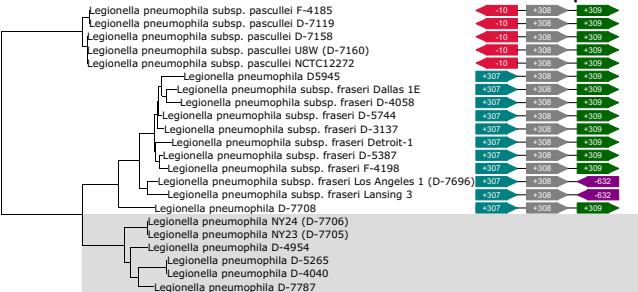 Legionella pneumophila subsp. pascullei F-4185 -10 +308 +309
Legionella pneumophila subsp. pascullei D-7119 -10 +308 +309
Legionella pneumophila subsp. pascullei D-7158 -10 +308 +309
Legionella pneumophila subsp. pascullei U8W (D-7160) -10 +308 +309
Legionella pneumophila subsp. pascullei NCTC12272 -10 +308 +309
Legionella pneumophila D5945 +307 +308 +309
Legionella pneumophila subsp. fraseri Dallas 1E +307 +308 +309
Legionella pneumophila subsp. fraseri D-4058 +307 +308 +309
Legionella pneumophila subsp. fraseri D-5744 +307 +308 +309
Legionella pneumophila subsp. fraseri D-3137 +307 +308 +309
Legionella pneumophila subsp. fraseri Detroit-1 +307 +308 +309
Legionella pneumophila subsp. fraseri D-5387 +307 +308 +309
Legionella pneumophila subsp. fraseri F-4198 +307 +308 +309
Legionella pneumophila subsp. fraseri Los Angeles 1 (D-7696) +307 +308 -632
Legionella pneumophila subsp. fraseri Lansing 3 +307 +308 -632
Legionella pneumophila D-7708 +307 +308 +309
Legionella pneumophila NY24 (D-7706)
Legionella pneumophila NY23 (D-7705)
Legionella pneumophila D-4954
Legionella pneumophila D-5265
Legionella pneumophila D-4040
Legionella pneumophila D-7787